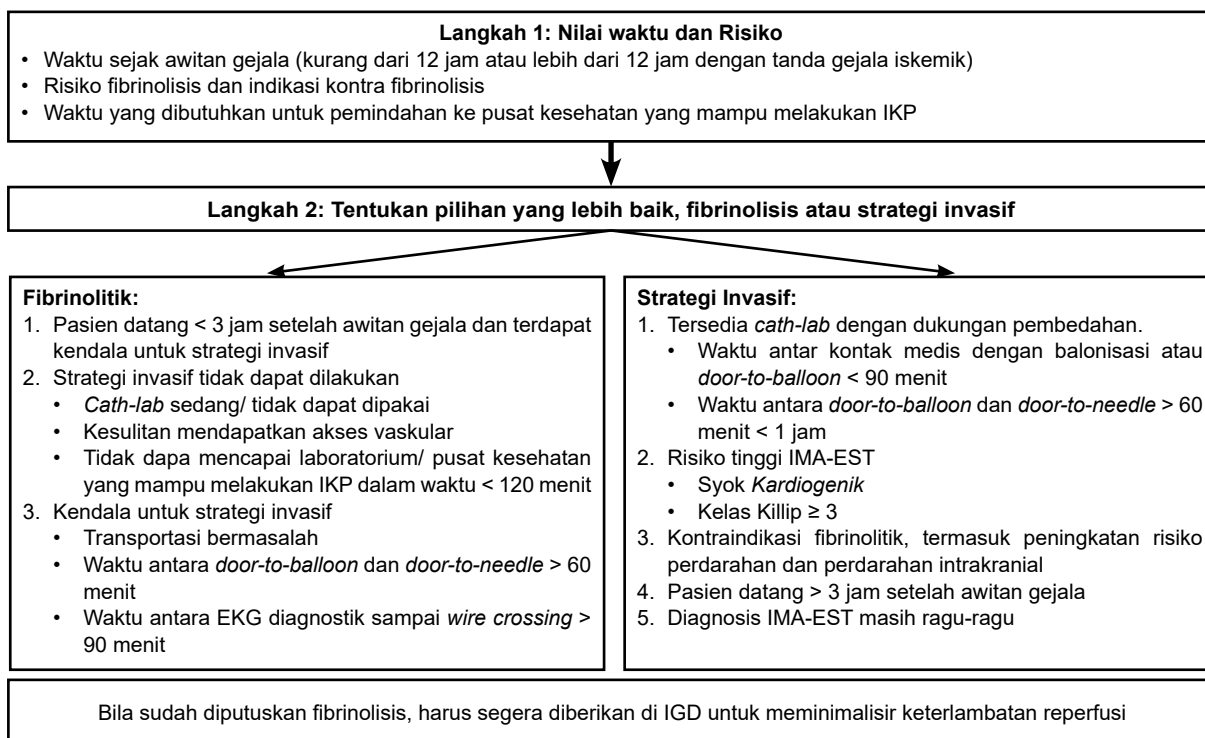 Langkah 1: Nilai waktu dan Risiko
• Waktu sejak awitan gejala (kurang dari 12 jam atau lebih dari 12 jam dengan tanda gejala iskemik)
• Risiko fibrinolisis dan indikasi kontra fibrinolisis
• Waktu yang dibutuhkan untuk pemindahan ke pusat kesehatan yang mampu melakukan IKP
Langkah 2: Tentukan pilihan yang lebih baik, fibrinolisis atau strategi invasif
Fibrinolitik:
1. Pasien datang < 3 jam setelah awitan gejala dan terdapat
kendala untuk strategi invasif
2. Strategi invasif tidak dapat dilakukan
• Cath-lab sedang/ tidak dapat dipakai
• Kesulitan mendapatkan akses vaskular
• Tidak dapa mencapai laboratorium/ pusat kesehatan
yang mampu melakukan IKP dalam waktu < 120 menit
3. Kendala untuk strategi invasif
• Transportasi bermasalah
• Waktu antara door-to-balloon dan door-to-needle > 60
menit
• Waktu antara EKG diagnostik sampai wire crossing >
90 menit
Strategi Invasif:
1. Tersedia cath-lab dengan dukungan pembedahan.
• Waktu antar kontak medis dengan balonisasi atau
door-to-balloon < 90 menit
• Waktu antara door-to-balloon dan door-to-needle > 60
menit < 1 jam
2. Risiko tinggi IMA-EST
• Syok Kardiogenik
• Kelas Killip ≥ 3
3. Kontraindikasi fibrinolitik, termasuk peningkatan risiko
perdarahan dan perdarahan intrakranial
4. Pasien datang > 3 jam setelah awitan gejala
5. Diagnosis IMA-EST masih ragu-ragu
Bila sudah diputuskan fibrinolisis, harus segera diberikan di IGD untuk meminimalisir keterlambatan reperfusi